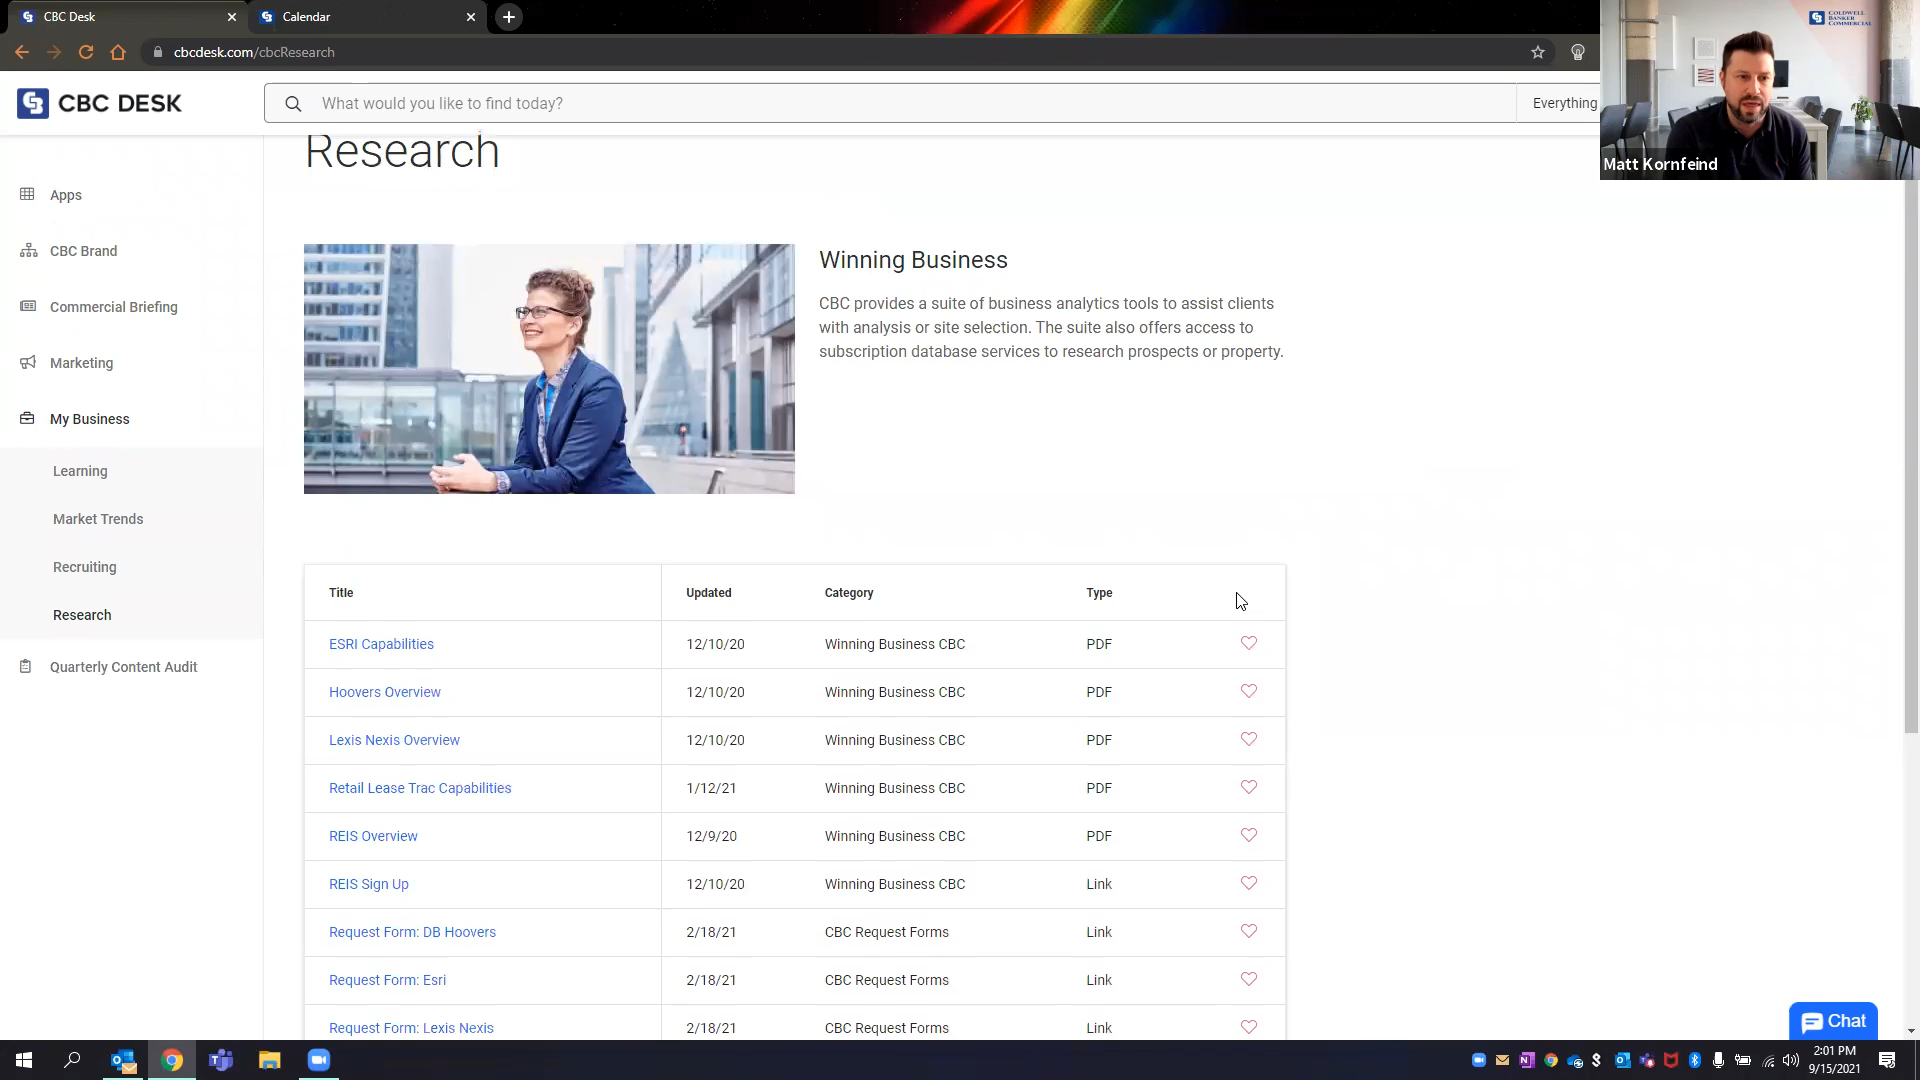 CBC Desk
Calendar
cbcdesk.com/cbcResearch
COLDWELL
BANKER
COMMERCIAL
Matt Kornfeind
CBC DESK
What would you like to find today?
Everything
Research
Apps
CBC Brand
Commercial Briefing
Marketing
My Business
Learning
Market Trends
Recruiting
Research
Quarterly Content Audit
Winning Business
CBC provides a suite of business analytics tools to assist clients
with analysis or site selection. The suite also offers access to
subscription database services to research prospects or property.
Title Updated Category Type
ESRI Capabilities 12/10/20 Winning Business CBC PDF
Hoovers Overview 12/10/20 Winning Business CBC PDF
Lexis Nexis Overview 12/10/20 Winning Business CBC PDF
Retail Lease Trac Capabilities 1/12/21 Winning Business CBC PDF
REIS Overview 12/9/20 Winning Business CBC PDF
REIS Sign Up 12/10/20 Winning Business CBC Link
Request Form: DB Hoovers 2/18/21 CBC Request Forms Link
Request Form: Esri 2/18/21 CBC Request Forms Link
Request Form: Lexis Nexis 2/18/21 CBC Request Forms Link
Chat
2:01 PM
9/15/2021